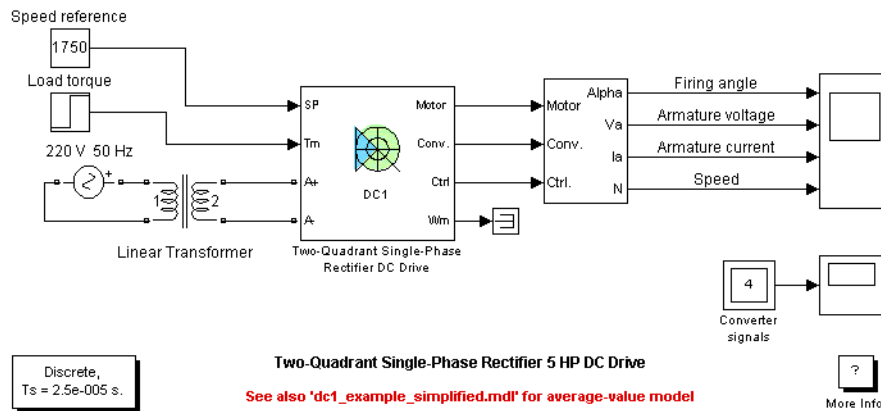 Speed reference
1750
Load torque
220 V 50 Hz
1 2
Linear Transformer
SP
Tm
A+
A-
Motor
Conv.
Ctrl
Wm
DC1
Two-Quadrant Single-Phase
Rectifier DC Drive
Motor
Conv.
Ctrl.
Alpha
Va
Ia
N
Firing angle
Armature voltage
Armature current
Speed
4
Converter
signals
Discrete,
Ts = 2.5e-005 s.
Two-Quadrant Single-Phase Rectifier 5 HP DC Drive
See also 'dc1_example_simplified.mdl' for average-value model
?
More Info